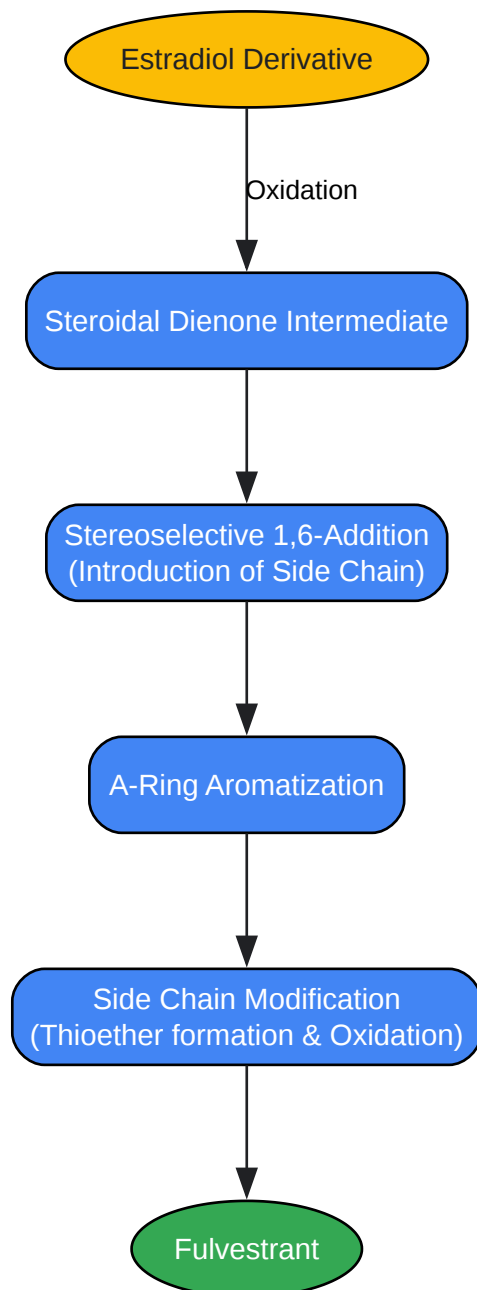 Estradiol Derivative
Oxidation
Steroidal Dienone Intermediate
Stereoselective 1,6-Addition
(Introduction of Side Chain)
A-Ring Aromatization
Side Chain Modification
(Thioether formation & Oxidation)
Fulvestrant